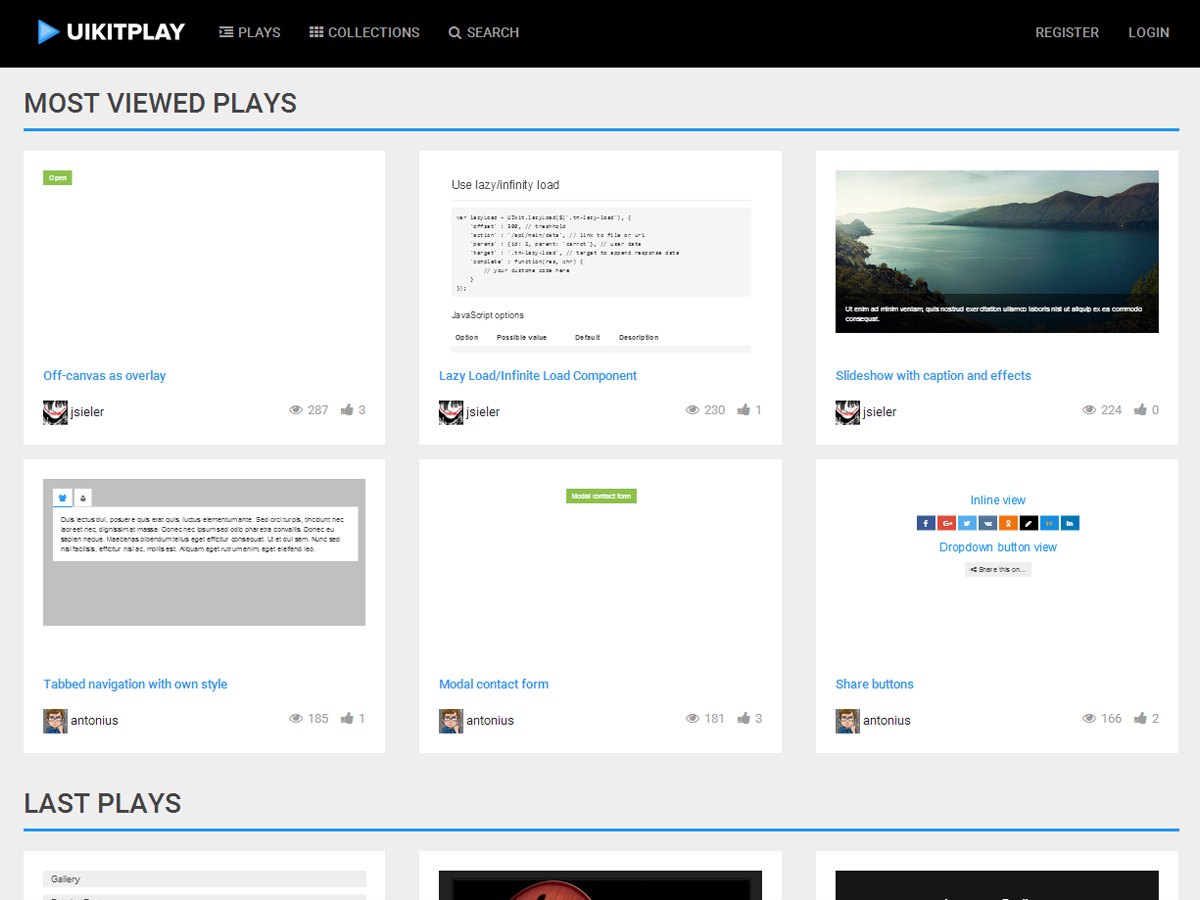 UIKITPLAY PLAYS COLLECTIONS SEARCH REGISTER LOGIN
MOST VIEWED PLAYS
Open
Off-canvas as overlay
jsieler 287 3
Use lazy/infinity load
var lazyLoad = UIkit.lazyLoad($('.tm-lazy-load'), {
'offset' : 300, // treshhold
'action' : '/api/main/data', // link to file or url
'params' : {id: 2, parent: 'carrot'}, // user data
'target' : '.tm-lazy-load', // target to append response data
'complete' : function(res, xhr) {
// your custome code here
}
});
JavaScript options
Option Possible value Default Description
Lazy Load/Infinite Load Component
jsieler 230 1
Ut enim ad minim veniam, quis nostrud exercitation ullamco laboris nisi ut aliquip ex ea commodo
consequat.
Slideshow with caption and effects
jsieler 224 0
Duis lectus dui, posuere quis erat quis, luctus elementum ante. Sed orci turpis, tincidunt nec
laoreet nec, dignissim at massa. Donec nec ipsum sed odio pharetra convallis. Donec eu
sapien neque. Maecenas bibendum tellus eget efficitur consequat. Ut et dui sem. Nunc sed
nisl facilisis, efficitur nisl ac, mollis est. Aliquam eget rutrum enim, eget eleifend leo.
Tabbed navigation with own style
antonius 185 1
Modal contact form
Modal contact form
antonius 181 3
Inline view
Dropdown button view
Share this on...
Share buttons
antonius 166 2
LAST PLAYS
Gallery